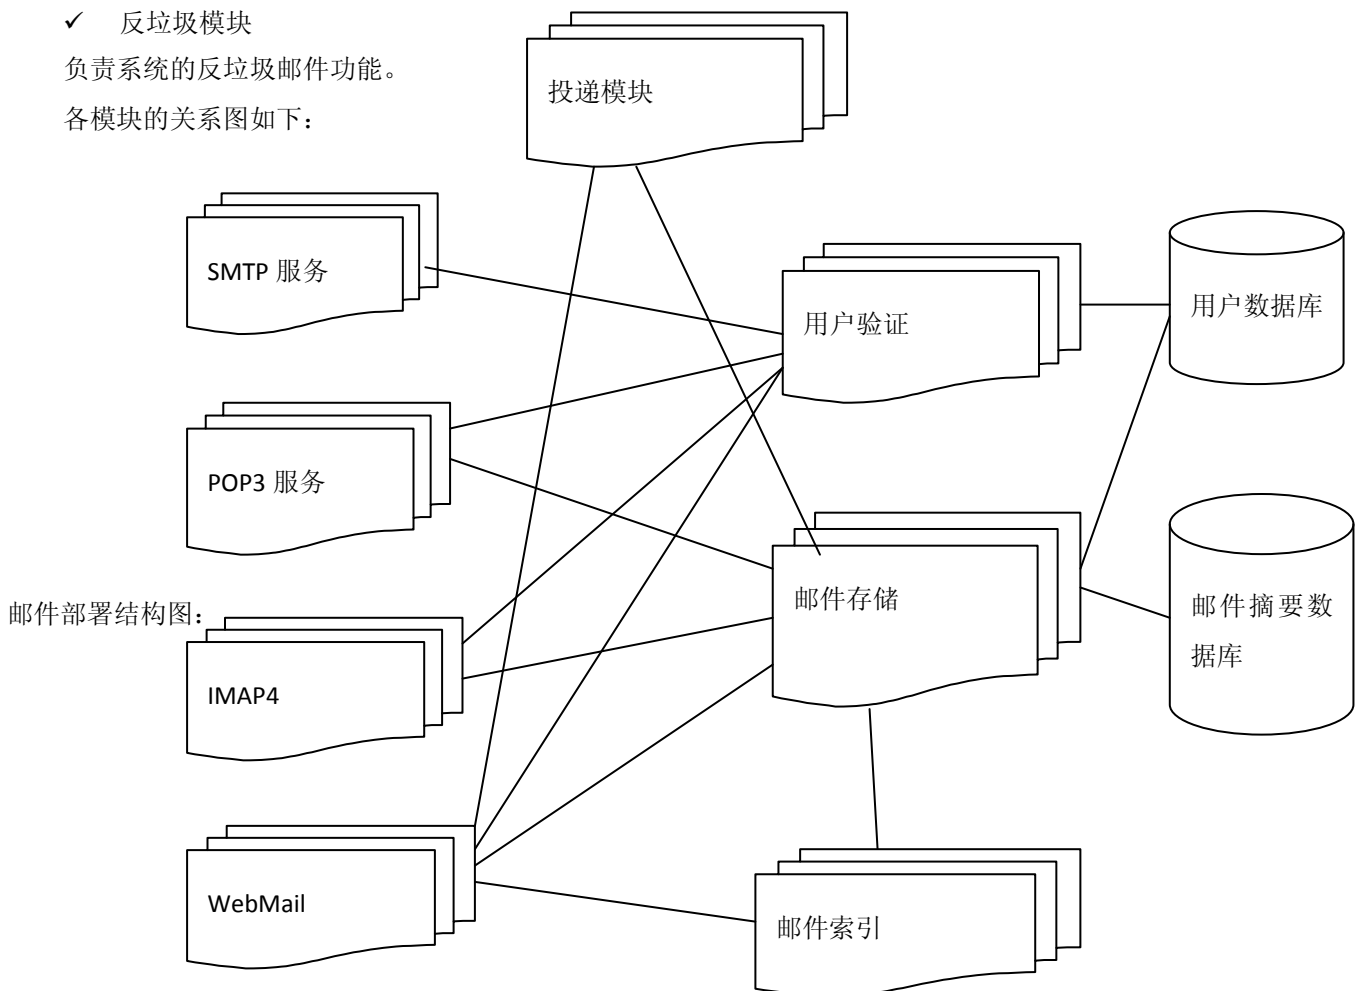 ✓ 反垃圾模块
负责系统的反垃圾邮件功能。
各模块的关系图如下：
投递模块
SMTP 服务
用户验证
用户数据库
POP3 服务
邮件部署结构图：
邮件存储
邮件摘要数
据库
IMAP4
WebMail
邮件索引